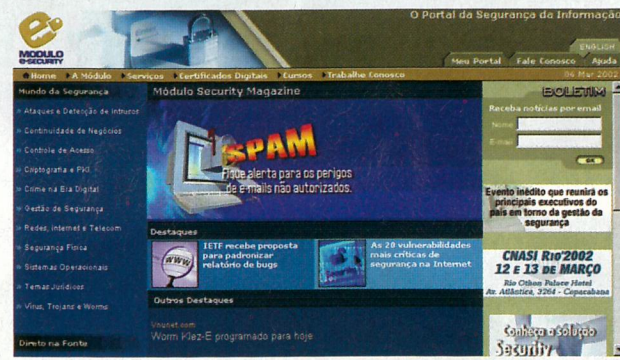 O Portal da Segurança da Informação
MODULO
e-SECURITY
ENGLISH
Meu Portal Fale Conosco Ajuda
Home A Módulo Serviços Certificados Digitais Cursos Trabalhe Conosco
04 Mar 2002
Mundo da Segurança
» Ataques e Detecção de Intrusos
» Continuidade de Negócios
» Controle de Acesso
» Criptografia e PKI
» Crime na Era Digital
» Gestão de Segurança
» Redes, Internet e Telecom
» Segurança Física
» Sistemas Operacionais
» Temas Jurídicos
» Vírus, Trojans e Worms
Direto na Fonte
Módulo Security Magazine
SPAM
Fique alerta para os perigos
de e-mails não autorizados.
Destaques
www
IETF recebe proposta
para padronizar
relatório de bugs
As 20 vulnerabilidades
mais críticas de
segurança na Internet
Outros Destaques
Vnunet.com
Worm Klez-E programado para hoje
BOLETIM
Receba notícias por email
Nome
E-mail
OK
Evento inédito que reunirá os
principais executivos do
país em torno da gestão da
segurança
CNASI RIO'2002
12 E 13 DE MARÇO
Rio Othon Palace Hotel
Av. Atlântica, 3264 - Copacabana
Conheça a solução
Security